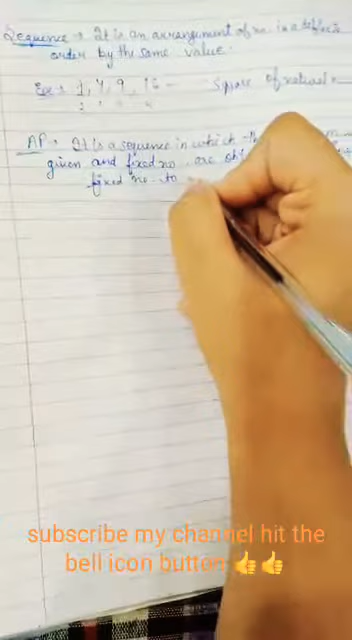 Sequence : It is an arrangement of no. in a definite
order by the same value.
Exe : 1, 4, 9, 16 - Square of natural n
AP : It is a sequence in which
given and fixed no. are
fixed no. to
subscribe my channel hit the
bell icon button 👍👍